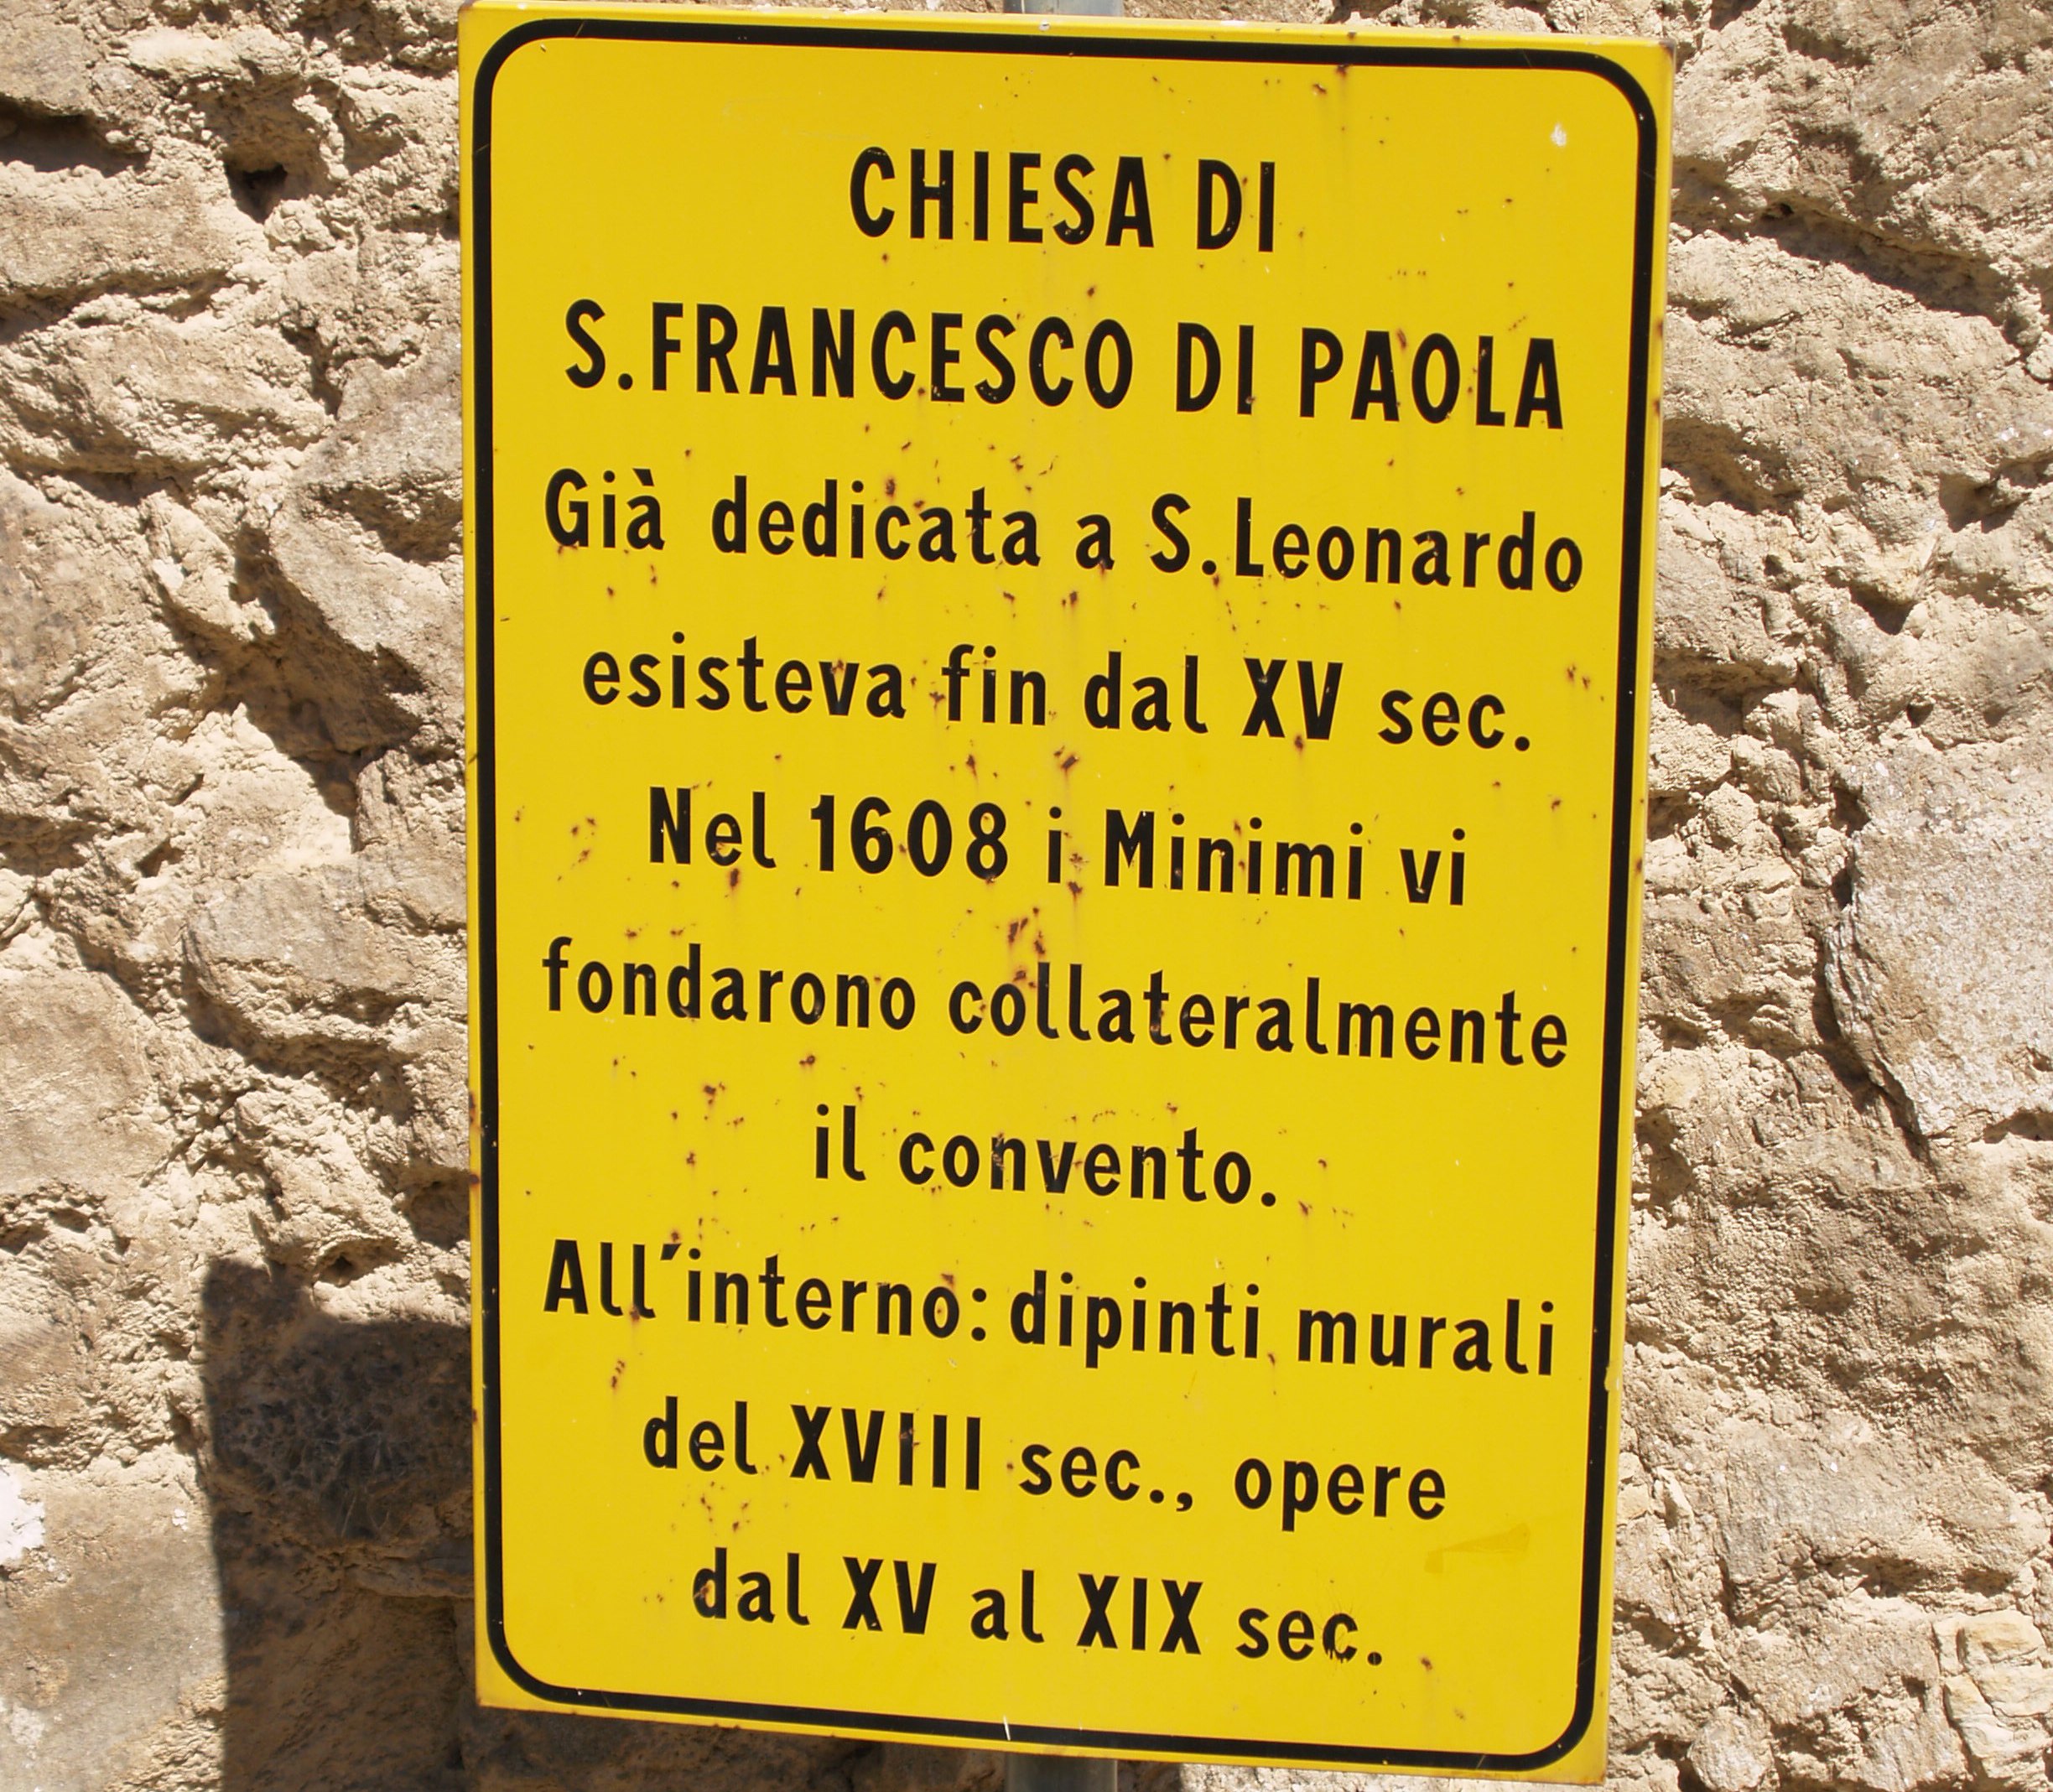 CHIESA DI
S.FRANCESCO DI PAOLA
Già dedicata a S.Leonardo
esisteva fin dal XV sec.
Nel 1608 i Minimi vi
fondarono collateralmente
il convento.
All'interno: dipinti murali
del XVIII sec., opere
dal XV al XIX sec.